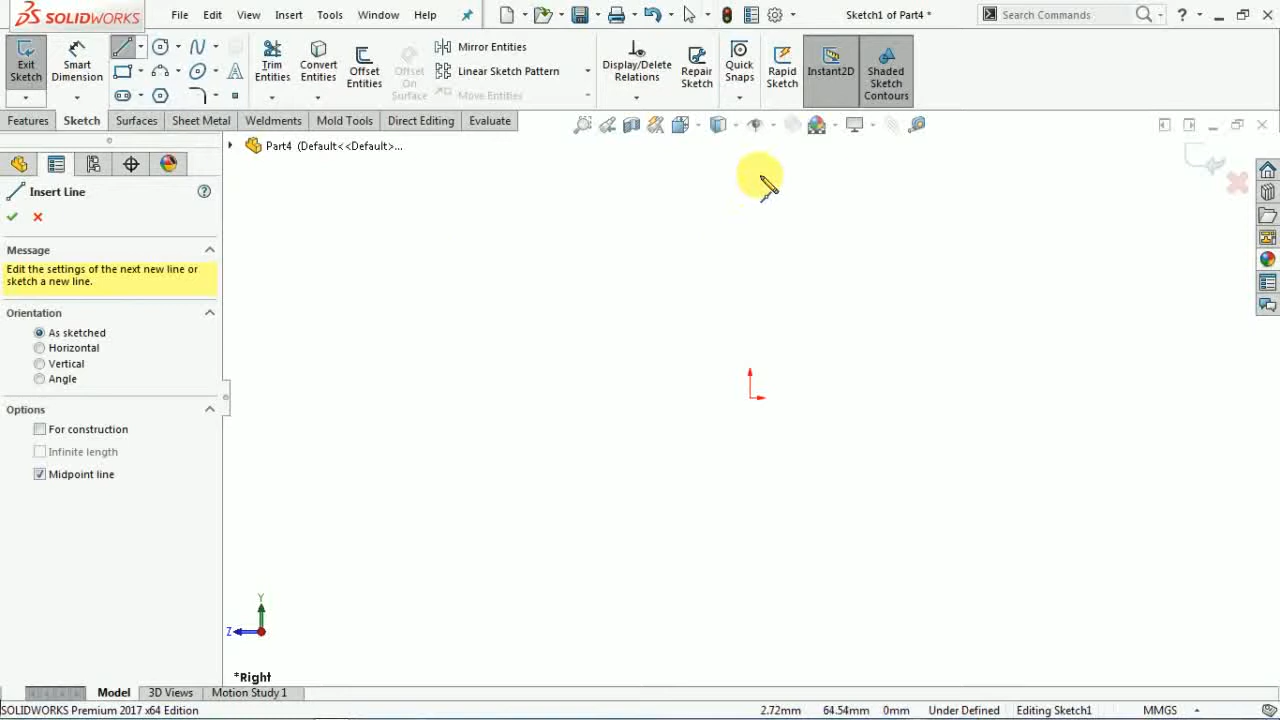 SOLIDWORKS File Edit View Insert Tools Window Help Sketch1 of Part4 * Search Commands ?
Exit Sketch
Smart Dimension
Trim Entities
Convert Entities
Offset Entities
Offset On Surface
Mirror Entities
Linear Sketch Pattern
Move Entities
Display/Delete Relations
Repair Sketch
Quick Snaps
Rapid Sketch
Instant2D
Shaded Sketch Contours
Features Sketch Surfaces Sheet Metal Weldments Mold Tools Direct Editing Evaluate
Part4 (Default<<Default>...
Insert Line ?
Message
Edit the settings of the next new line or
sketch a new line.
Orientation
As sketched
Horizontal
Vertical
Angle
Options
For construction
Infinite length
Midpoint line
Y
Z
*Right
Model 3D Views Motion Study 1
SOLIDWORKS Premium 2017 x64 Edition 2.72mm 64.54mm 0mm Under Defined Editing Sketch1 MMGS